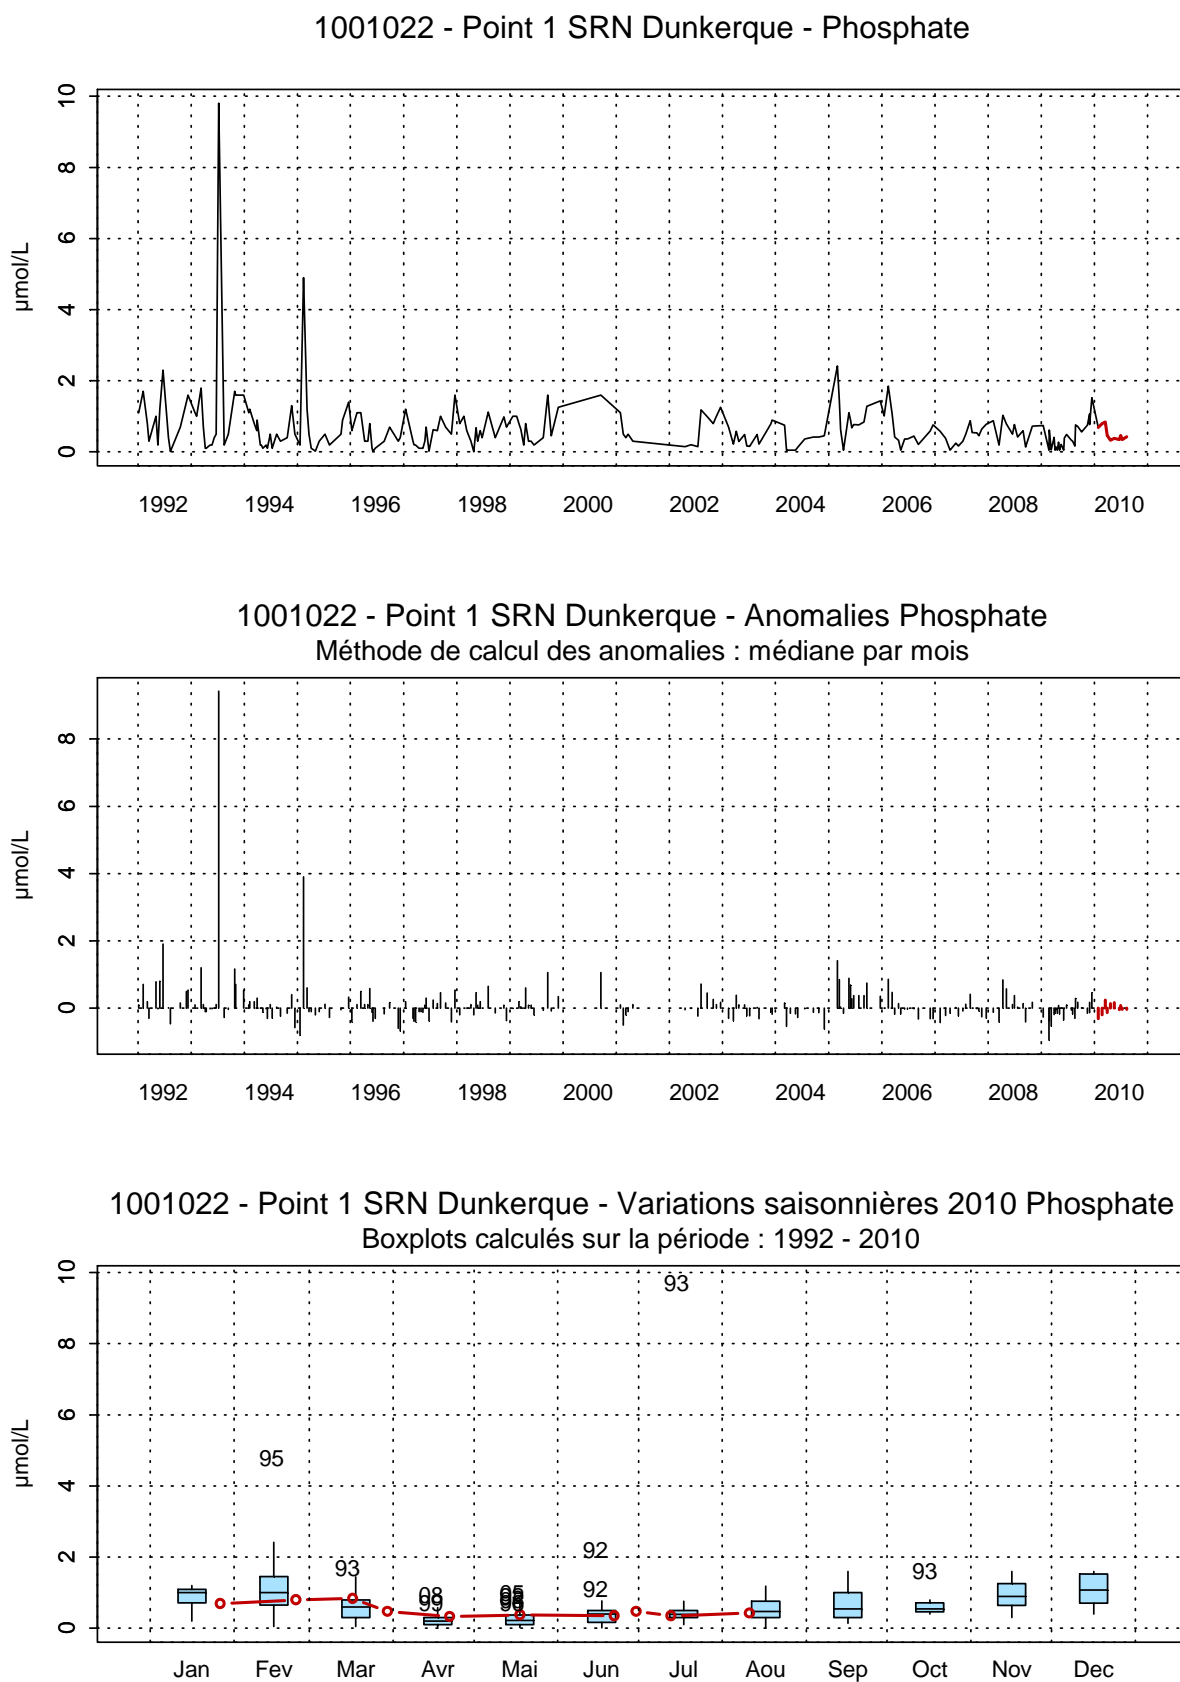 1001022 - Point 1 SRN Dunkerque - Phosphate
10
8
6
4
2
0
µmol/L
1992 1994 1996 1998 2000 2002 2004 2006 2008 2010
1001022 - Point 1 SRN Dunkerque - Anomalies Phosphate
Méthode de calcul des anomalies : médiane par mois
8
6
4
2
0
µmol/L
1992 1994 1996 1998 2000 2002 2004 2006 2008 2010
1001022 - Point 1 SRN Dunkerque - Variations saisonnières 2010 Phosphate
Boxplots calculés sur la période : 1992 - 2010
10
8
6
4
2
0
µmol/L
93
95
92
93
93
92
08
05
Jan Fev Mar Avr Mai Jun Jul Aou Sep Oct Nov Dec